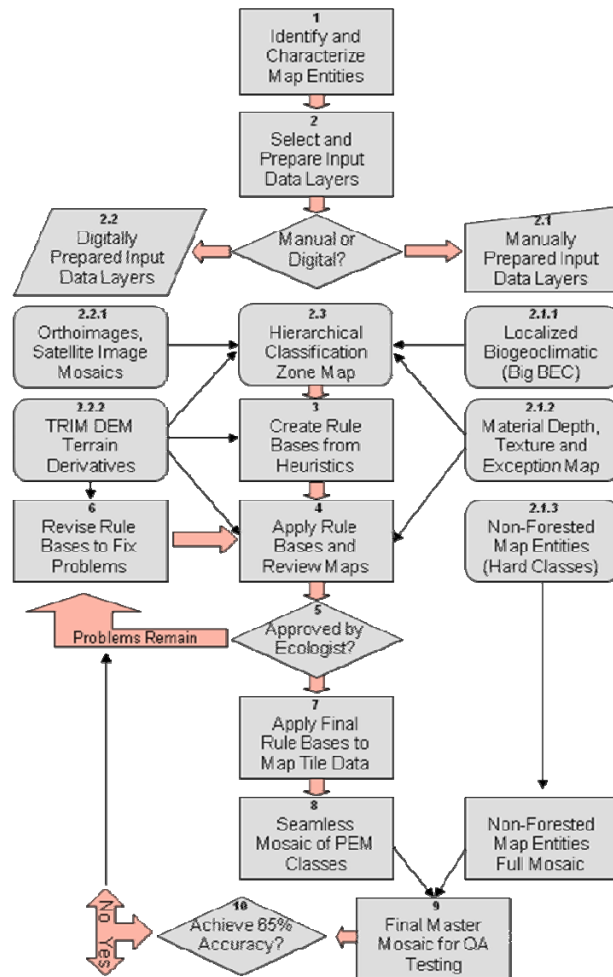 1
Identify and
Characterize
Map Entities
2
Select and
Prepare Input
Data Layers
2.2
Digitally
Prepared Input
Data Layers
Manual or
Digital?
2.1
Manually
Prepared Input
Data Layers
2.2.1
Orthoimages,
Satellite Image
Mosaics
2.3
Hierarchical
Classification
Zone Map
2.1.1
Localized
Biogeoclimatic
(Big BEC)
2.2.2
TRIM DEM
Terrain
Derivatives
3
Create Rule
Bases from
Heuristics
2.1.2
Material Depth,
Texture and
Exception Map
6
Revise Rule
Bases to Fix
Problems
4
Apply Rule
Bases and
Review Maps
2.1.3
Non-Forested
Map Entities
(Hard Classes)
5
Approved by
Ecologist?
Problems Remain
7
Apply Final
Rule Bases to
Map Tile Data
8
Seamless
Mosaic of PEM
Classes
Non-Forested
Map Entities
Full Mosaic
No
Yes
10
Achieve 65%
Accuracy?
9
Final Master
Mosaic for QA
Testing